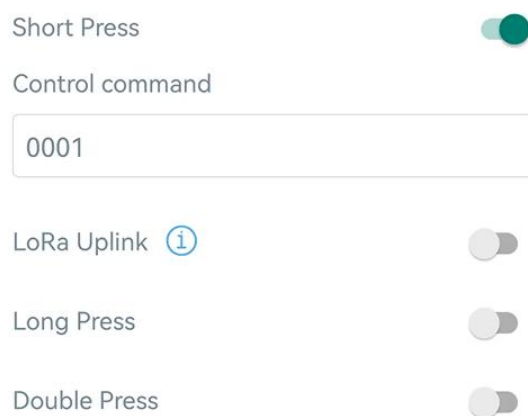 Short Press
Control command
0001
LoRa Uplink
Long Press
Double Press